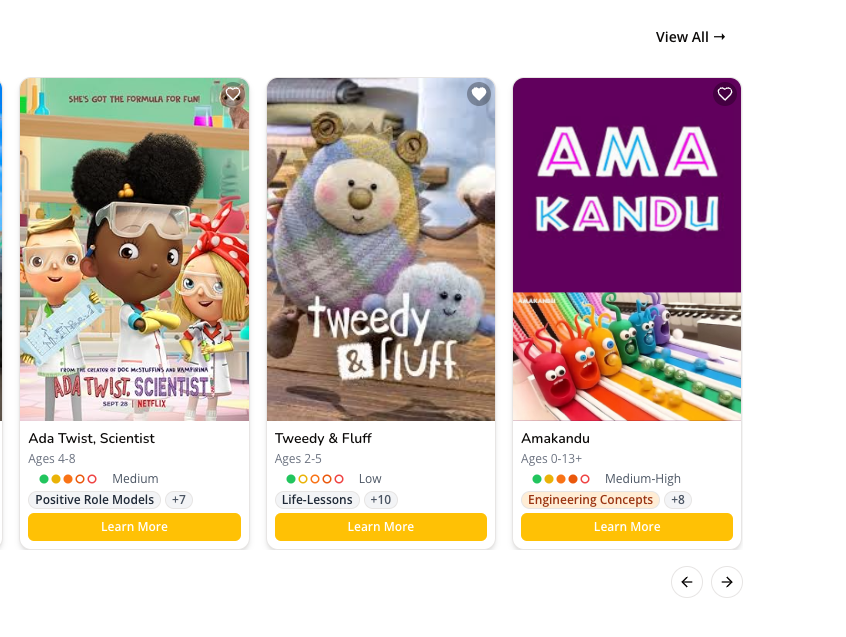 View All →
SHE'S GOT THE FORMULA FOR FUN!
FROM THE CREATOR OF DOC McSTUFFINS AND VAMPIRINA
ADA TWIST, SCIENTIST
SEPT 28 | NETFLIX
Ada Twist, Scientist
Ages 4-8
Medium
Positive Role Models +7
Learn More
tweedy
& fluff
Tweedy & Fluff
Ages 2-5
Low
Life-Lessons +10
Learn More
AMA
KANDU
AMAKANDU
Amakandu
Ages 0-13+
Medium-High
Engineering Concepts +8
Learn More